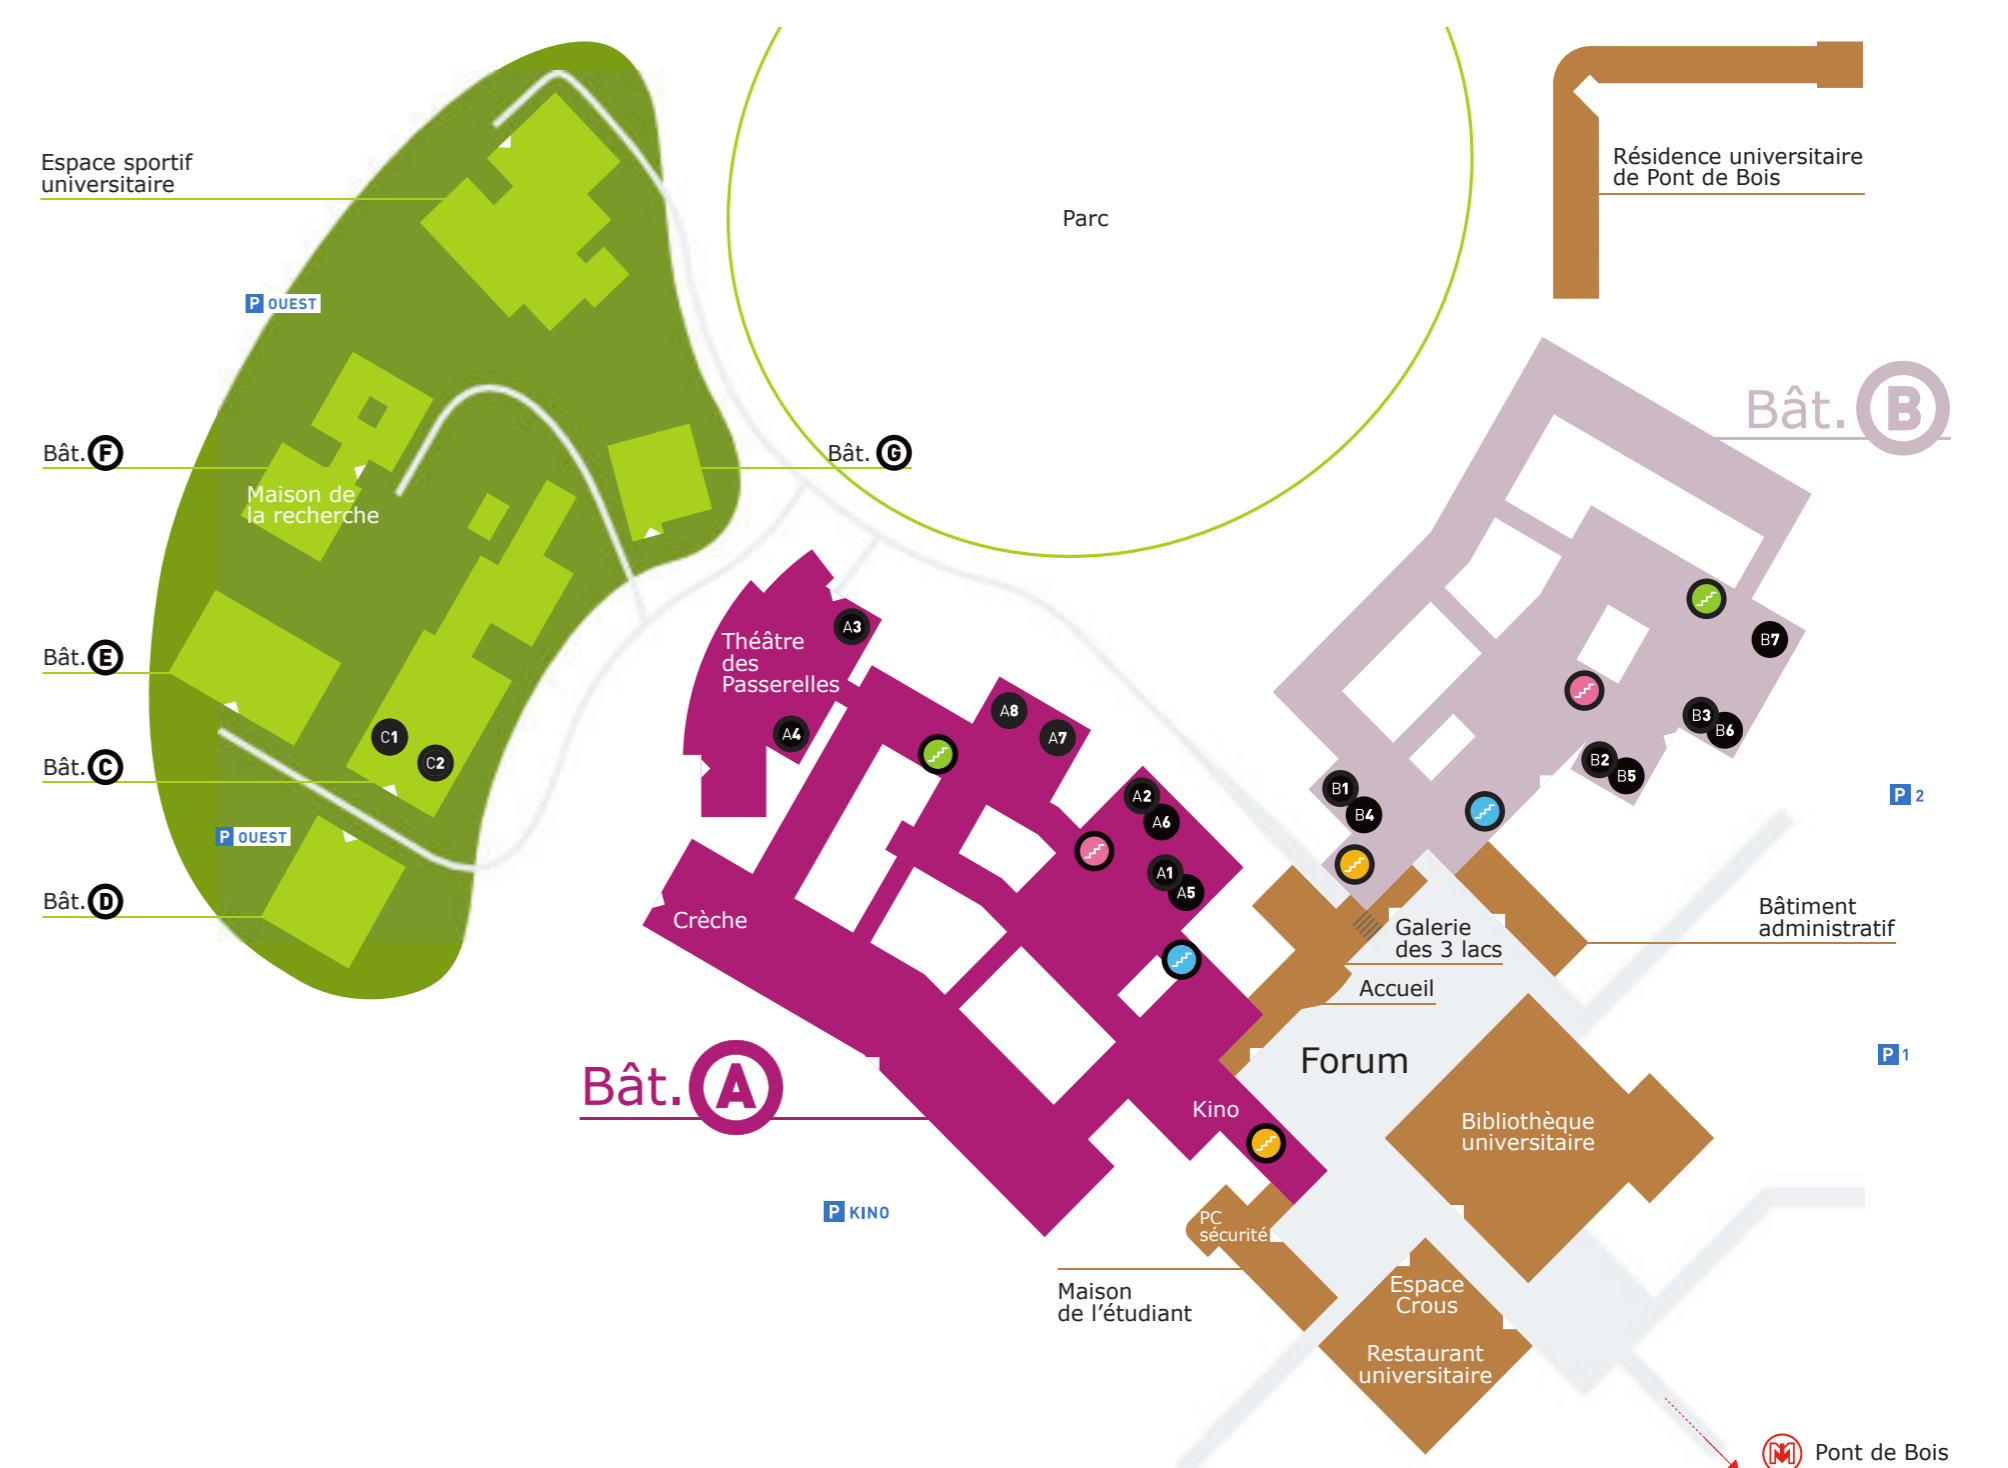 Espace sportif
universitaire
Parc
Résidence universitaire
de Pont de Bois
P OUEST
Bât. B
Bât. F
Bât. G
Maison de
la recherche
A3
B7
Théâtre
des
Passerelles
Bât. E
A8
A7
A4
C1
C2
B3
B6
B2
B5
Bât. C
A2
A6
B1
B4
P 2
P OUEST
A1
A5
Bât. D
Crèche
Galerie
des 3 lacs
Bâtiment
administratif
Accueil
Forum
P 1
Bât. A
Kino
Bibliothèque
universitaire
P KINO
PC
sécurité
Maison
de l’étudiant
Espace
Crous
Restaurant
universitaire
M Pont de Bois